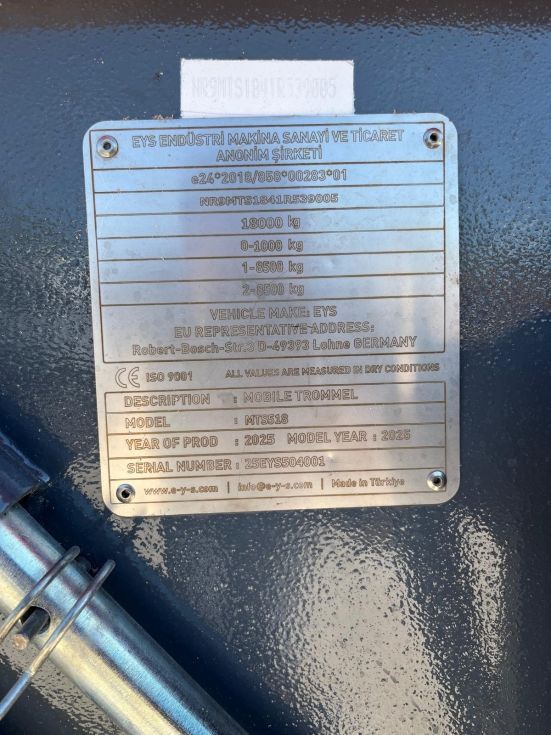 NR9MTS1841R539005
EYS ENDÜSTRİ MAKİNA SANAYİ VE TİCARET
ANONİM ŞİRKETİ
e24*2018/858*00283*01
NR9MTS1841R539005
18000 kg
0-1000 kg
1-8500 kg
2-8500 kg
VEHICLE MAKE: EYS
EU REPRESENTATIVE ADDRESS:
Robert-Bosch-Str.3 D-49393 Lohne GERMANY
CE ISO 9001 ALL VALUES ARE MEASURED IN DRY CONDITIONS
DESCRIPTION : MOBILE TROMMEL
MODEL : MTS518
YEAR OF PROD : 2025 MODEL YEAR : 2025
SERIAL NUMBER : 25EYS504001
www.e-y-s.com | info@e-y-s.com | Made in Türkiye